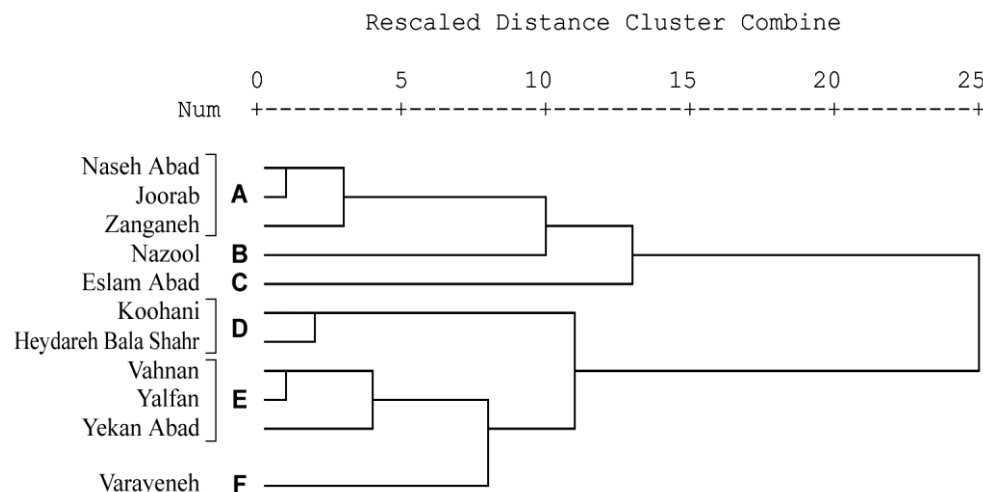 Rescaled Distance Cluster Combine
0 5 10 15 20 25
Num +---------+---------+---------+---------+---------+
Naseh Abad
Joorab A
Zanganeh
Nazool B
Eslam Abad C
Koohani
Heydareh Bala Shahr D
Vahnan
Yalfan E
Yekan Abad
Varayeneh F